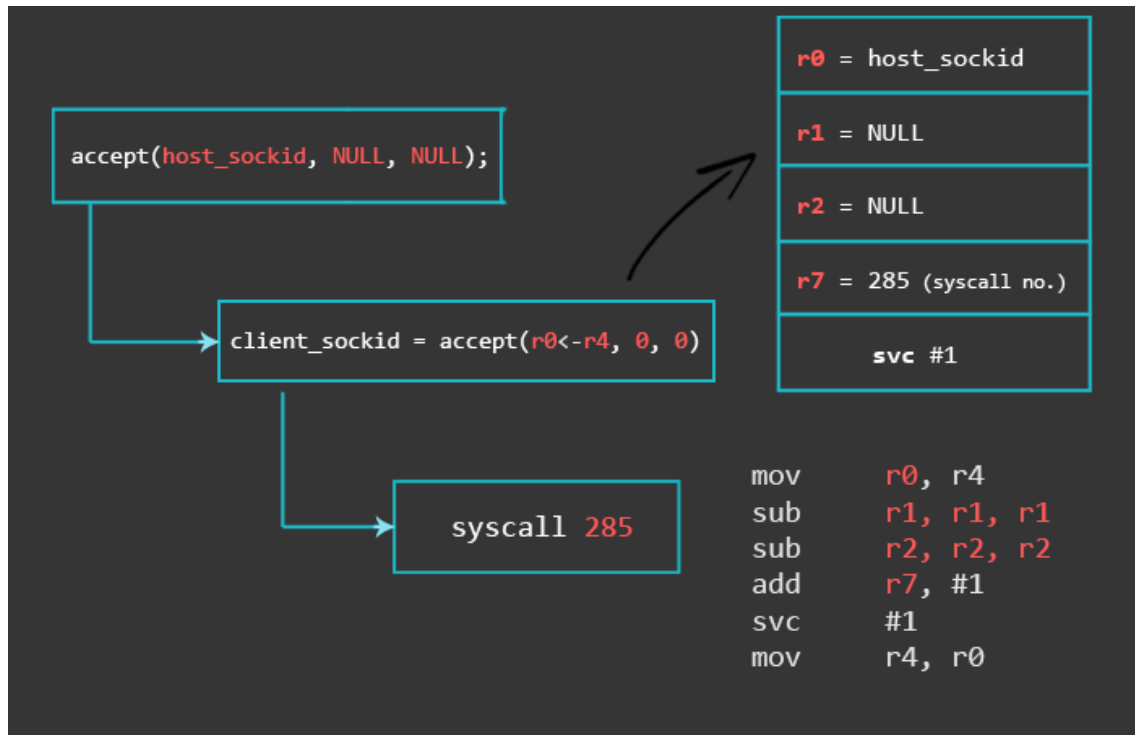 accept(host_sockid, NULL, NULL);
client_sockid = accept(r0<-r4, 0, 0)
syscall 285
r0 = host_sockid
r1 = NULL
r2 = NULL
r7 = 285 (syscall no.)
svc #1
mov r0, r4
sub r1, r1, r1
sub r2, r2, r2
add r7, #1
svc #1
mov r4, r0